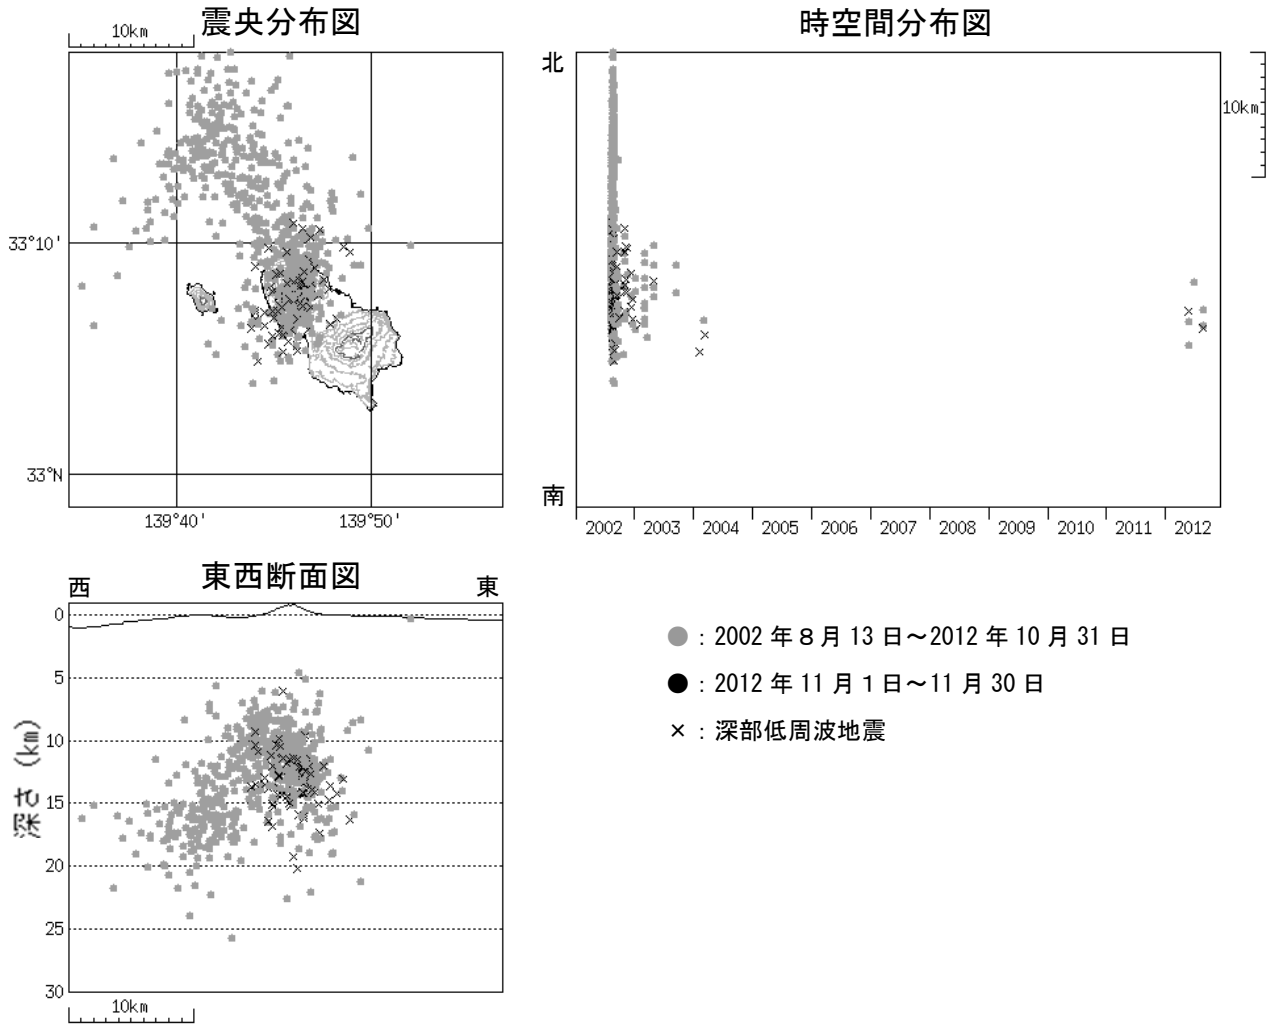 震央分布図
10km
33°10'
33°N
139°40'
139°50'
時空間分布図
北
南
10km
2002 2003 2004 2005 2006 2007 2008 2009 2010 2011 2012
東西断面図
西
東
深さ (km)
0
5
10
15
20
25
30
10km
● : 2002 年 8 月 13 日～2012 年 10 月 31 日
● : 2012 年 11 月 1 日～11 月 30 日
× : 深部低周波地震